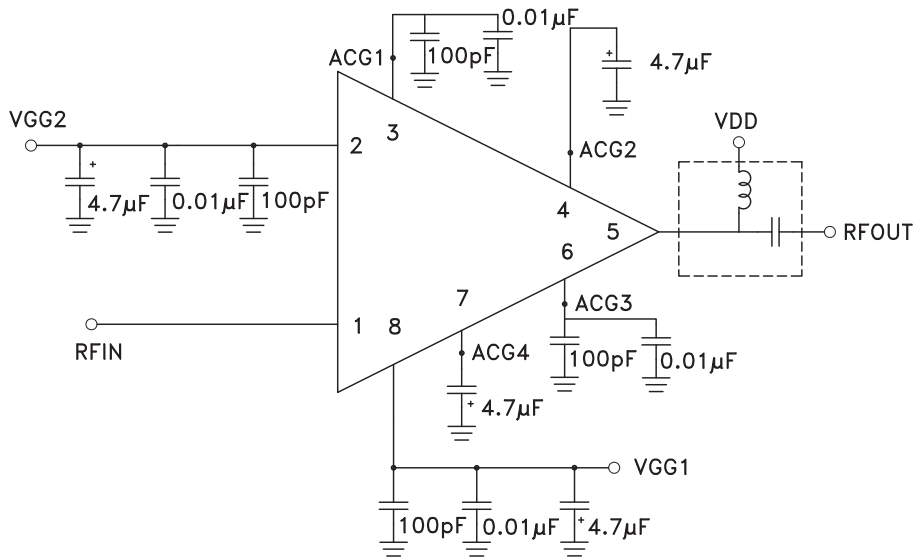 0.01µF
ACG1
100pF
4.7µF
VGG2
VDD
2
3
ACG2
4.7µF
0.01µF
100pF
4
5
RFOUT
6
7
ACG3
1
8
RFIN
ACG4
100pF
0.01µF
4.7µF
VGG1
100pF
0.01µF
4.7µF